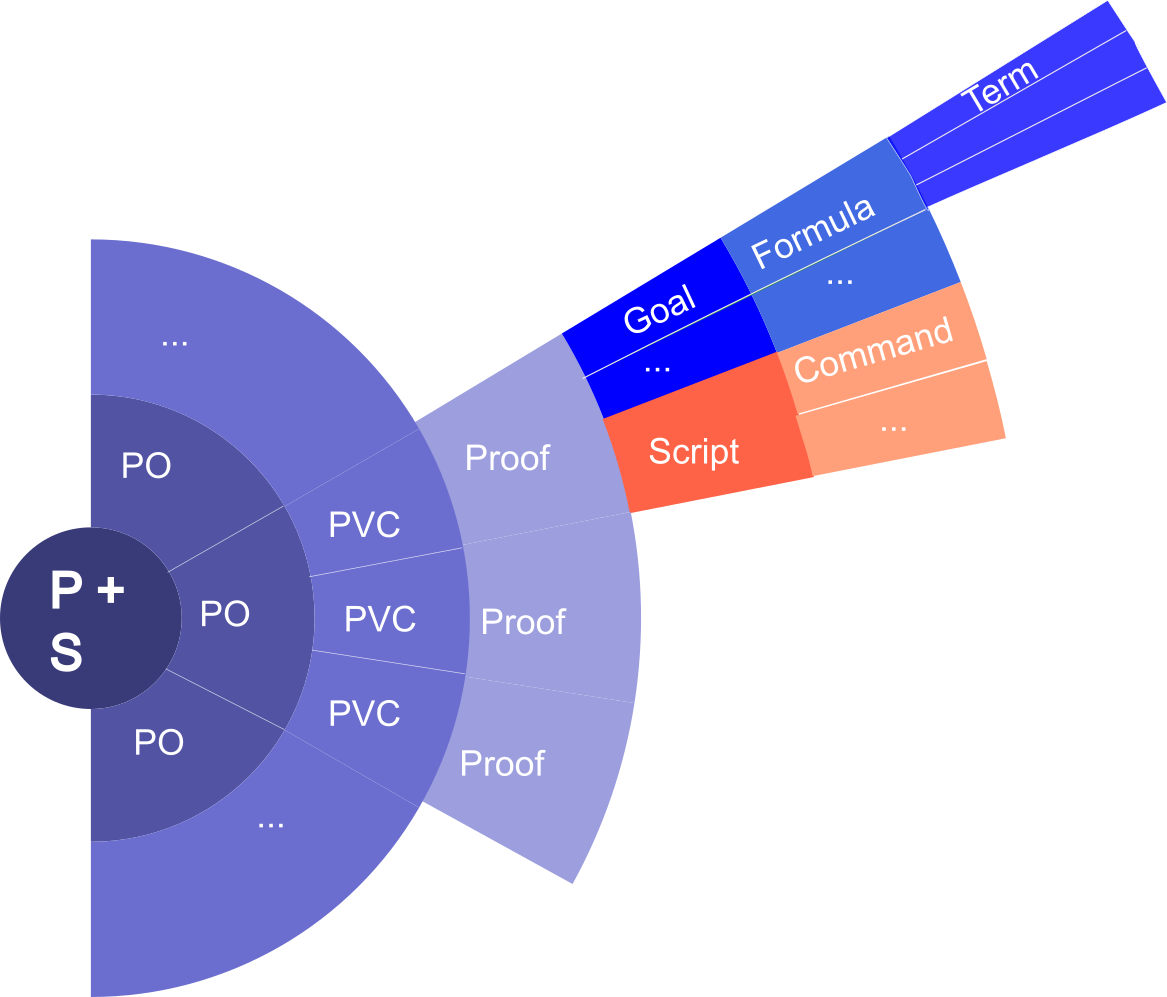 Term
Formula
...
Goal
...
Command
...
Script
...
Proof
PO
PVC
P +
S
PO
PVC
Proof
PVC
PO
Proof
...